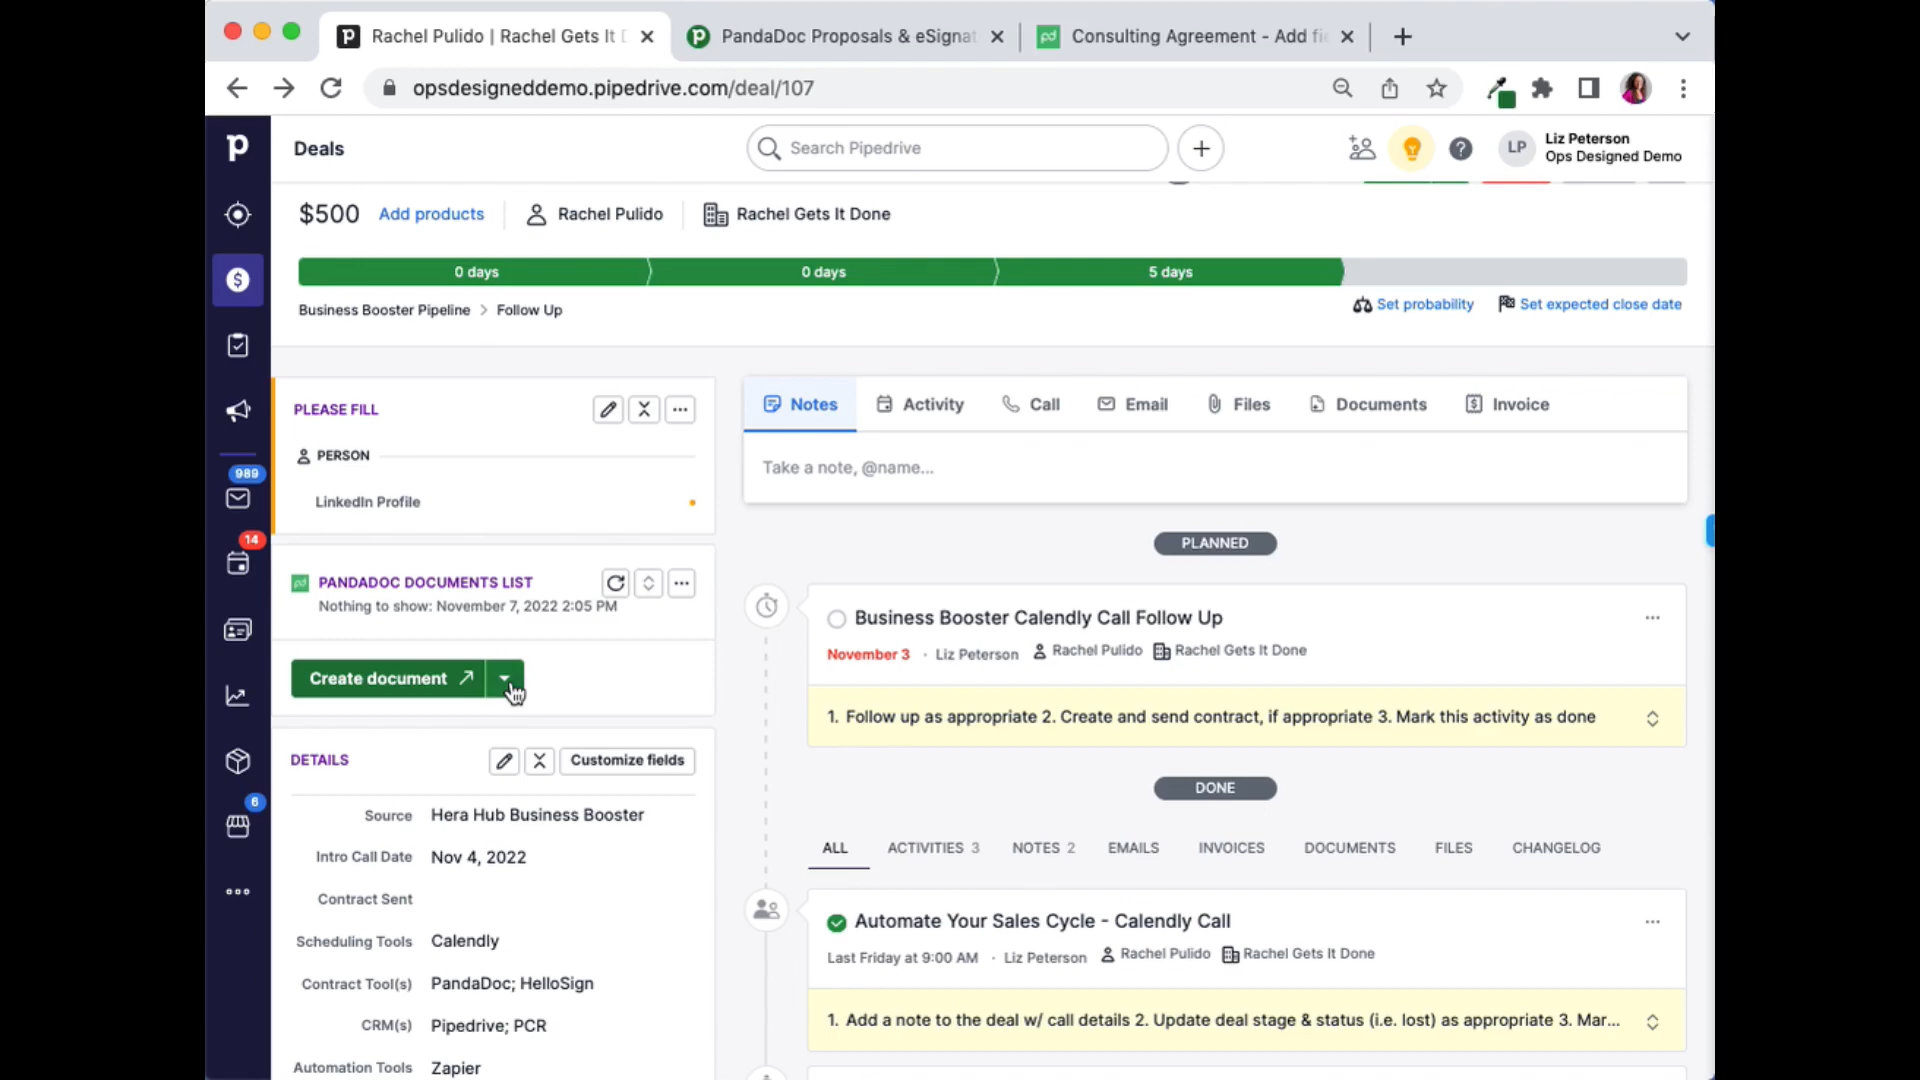 Rachel Pulido | Rachel Gets It
PandaDoc Proposals & eSignat
Consulting Agreement - Add fi
opsdesigneddemo.pipedrive.com/deal/107
Deals
Search Pipedrive
LP
Liz Peterson
Ops Designed Demo
$500
Add products
Rachel Pulido
Rachel Gets It Done
0 days
0 days
5 days
Business Booster Pipeline > Follow Up
Set probability
Set expected close date
PLEASE FILL
PERSON
LinkedIn Profile
989
14
6
pd
PANDADOC DOCUMENTS LIST
Nothing to show: November 7, 2022 2:05 PM
Create document
DETAILS
Customize fields
Source Hera Hub Business Booster
Intro Call Date Nov 4, 2022
Contract Sent
Scheduling Tools Calendly
Contract Tool(s) PandaDoc; HelloSign
CRM(s) Pipedrive; PCR
Automation Tools Zapier
Notes
Activity
Call
Email
Files
Documents
Invoice
Take a note, @name...
PLANNED
Business Booster Calendly Call Follow Up
November 3 · Liz Peterson Rachel Pulido Rachel Gets It Done
1. Follow up as appropriate 2. Create and send contract, if appropriate 3. Mark this activity as done
DONE
ALL
ACTIVITIES 3
NOTES 2
EMAILS
INVOICES
DOCUMENTS
FILES
CHANGELOG
Automate Your Sales Cycle - Calendly Call
Last Friday at 9:00 AM · Liz Peterson Rachel Pulido Rachel Gets It Done
1. Add a note to the deal w/ call details 2. Update deal stage & status (i.e. lost) as appropriate 3. Mar...